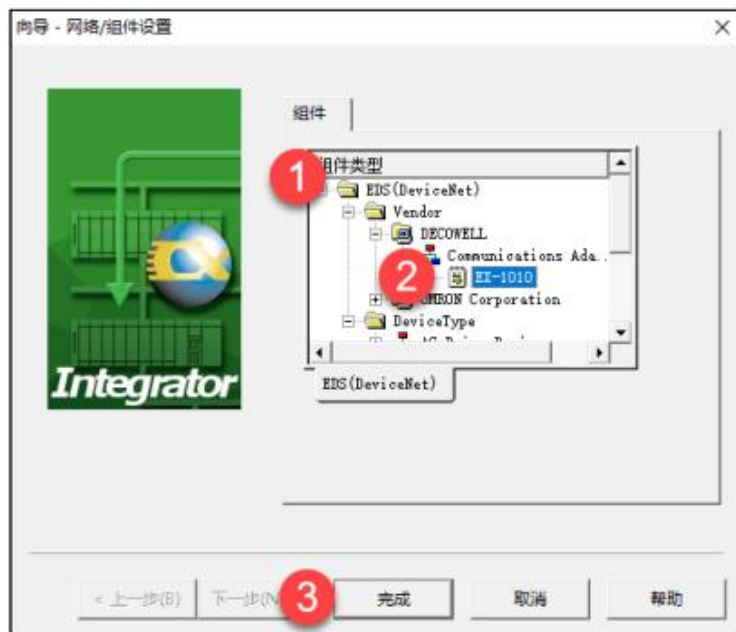 向导 - 网络/组件设置
组件
组件类型
1
EDS(DeviceNet)
Vendor
DECOWELL
Communications Ada..
2
EX-1010
OMRON Corporation
DeviceType
Integrator
EDS(DeviceNet)
< 上一步(B)
下一步(N
3
完成
取消
帮助